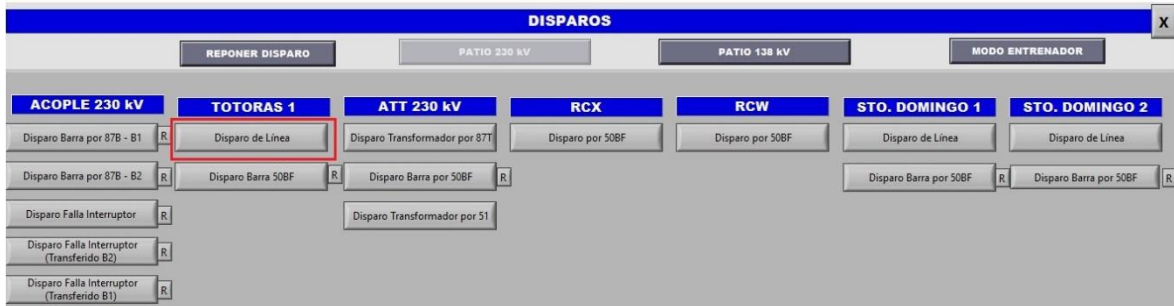 DISPAROS
X
REPONER DISPARO
PATIO 230 kV
PATIO 138 kV
MODO ENTRENADOR
ACOPLE 230 kV
TOTORAS 1
ATT 230 kV
RCX
RCW
STO. DOMINGO 1
STO. DOMINGO 2
Disparo Barra por 87B - B1
R
Disparo de Línea
Disparo Transformador por 87T
Disparo por 50BF
Disparo por 50BF
Disparo de Línea
Disparo de Línea
Disparo Barra por 87B - B2
R
Disparo Barra 50BF
R
Disparo Barra por 50BF
R
Disparo Barra por 50BF
R
Disparo Barra por 50BF
R
Disparo Falla Interruptor
R
Disparo Transformador por 51
Disparo Falla Interruptor
(Transferido B2)
R
Disparo Falla Interruptor
(Transferido B1)
R